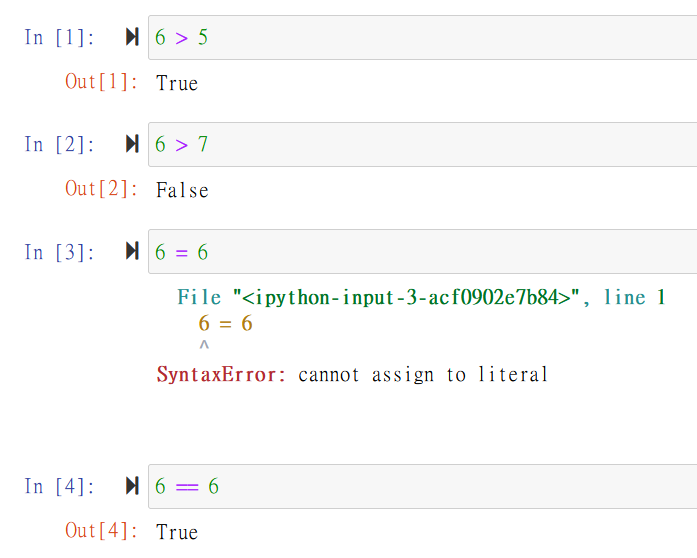 In [1]: 6 > 5
Out[1]: True
In [2]: 6 > 7
Out[2]: False
In [3]: 6 = 6
File "<ipython-input-3-acf0902e7b84>", line 1
6 = 6
^
SyntaxError: cannot assign to literal
In [4]: 6 == 6
Out[4]: True